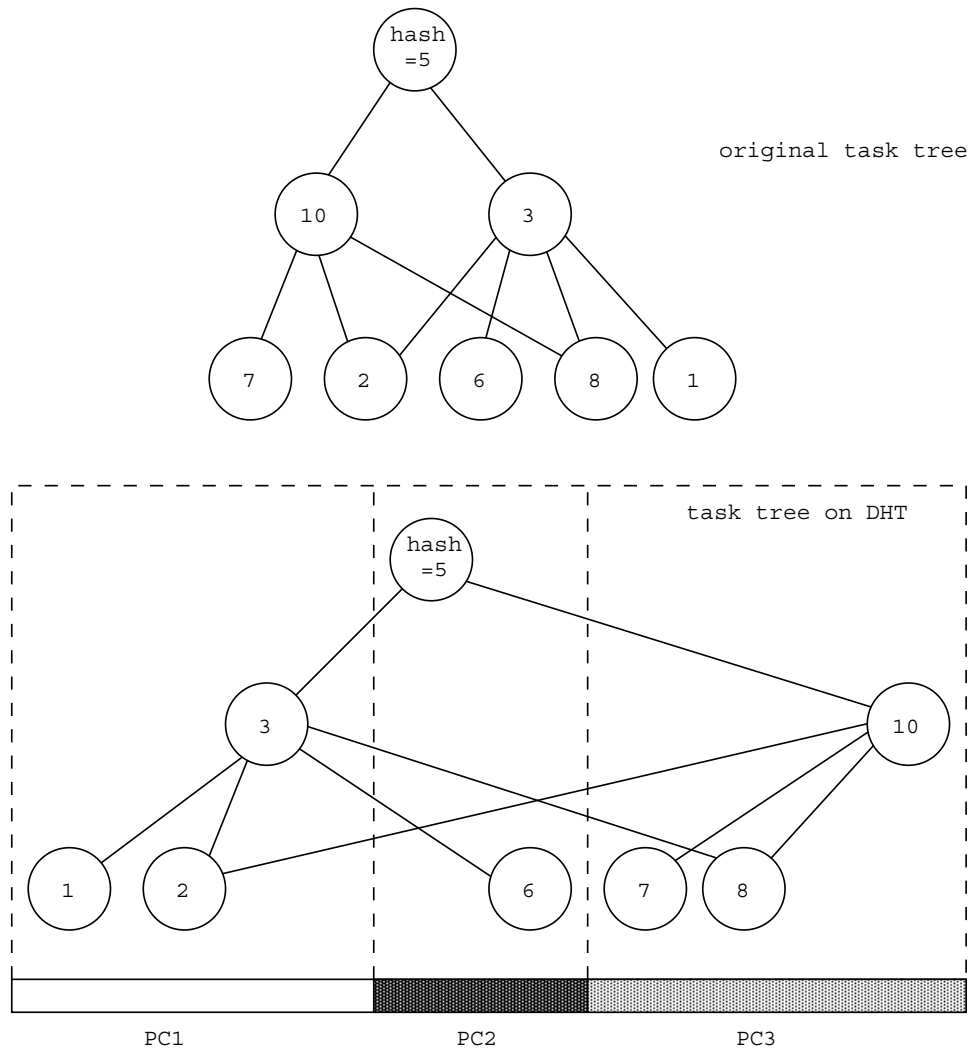 hash
=5
original task tree
10
3
7
2
6
8
1
task tree on DHT
hash
=5
3
10
1
2
6
7
8
PC1
PC2
PC3